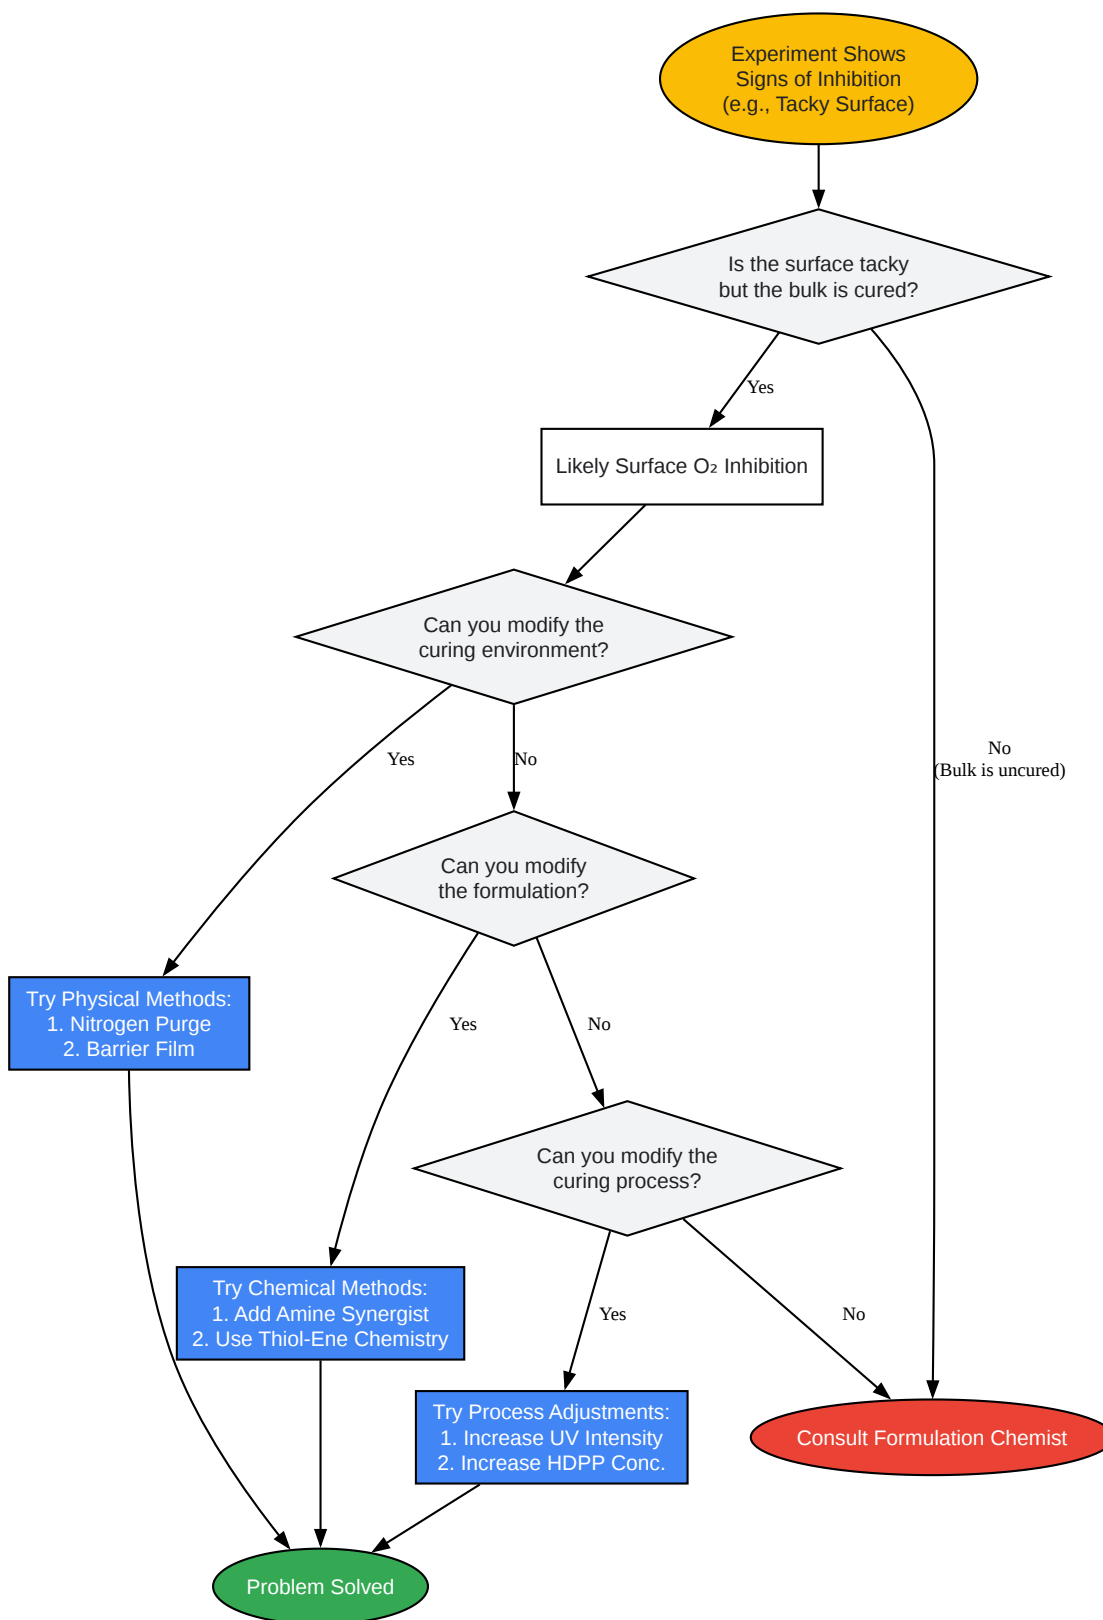 Experiment Shows
Signs of Inhibition
(e.g., Tacky Surface)
Is the surface tacky
but the bulk is cured?
Yes
Likely Surface O₂ Inhibition
Can you modify the
curing environment?
Yes
No
No
(Bulk is uncured)
Can you modify
the formulation?
Try Physical Methods:
1. Nitrogen Purge
2. Barrier Film
Yes
No
Can you modify the
curing process?
Try Chemical Methods:
1. Add Amine Synergist
2. Use Thiol-Ene Chemistry
Yes
No
Try Process Adjustments:
1. Increase UV Intensity
2. Increase HDPP Conc.
Consult Formulation Chemist
Problem Solved